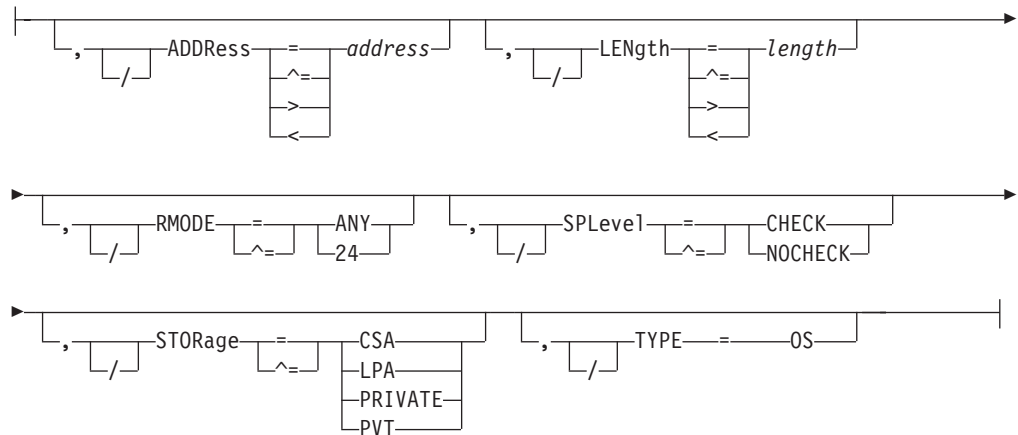 , / ADDRess = address , / LENgth = length
^= ^=
> >
< <
, / RMODE = ANY , / SPLevel = CHECK
^= 24 ^= NOCHECK
, / STORage = CSA , / TYPE = OS
^= LPA
PRIVATE
PVT